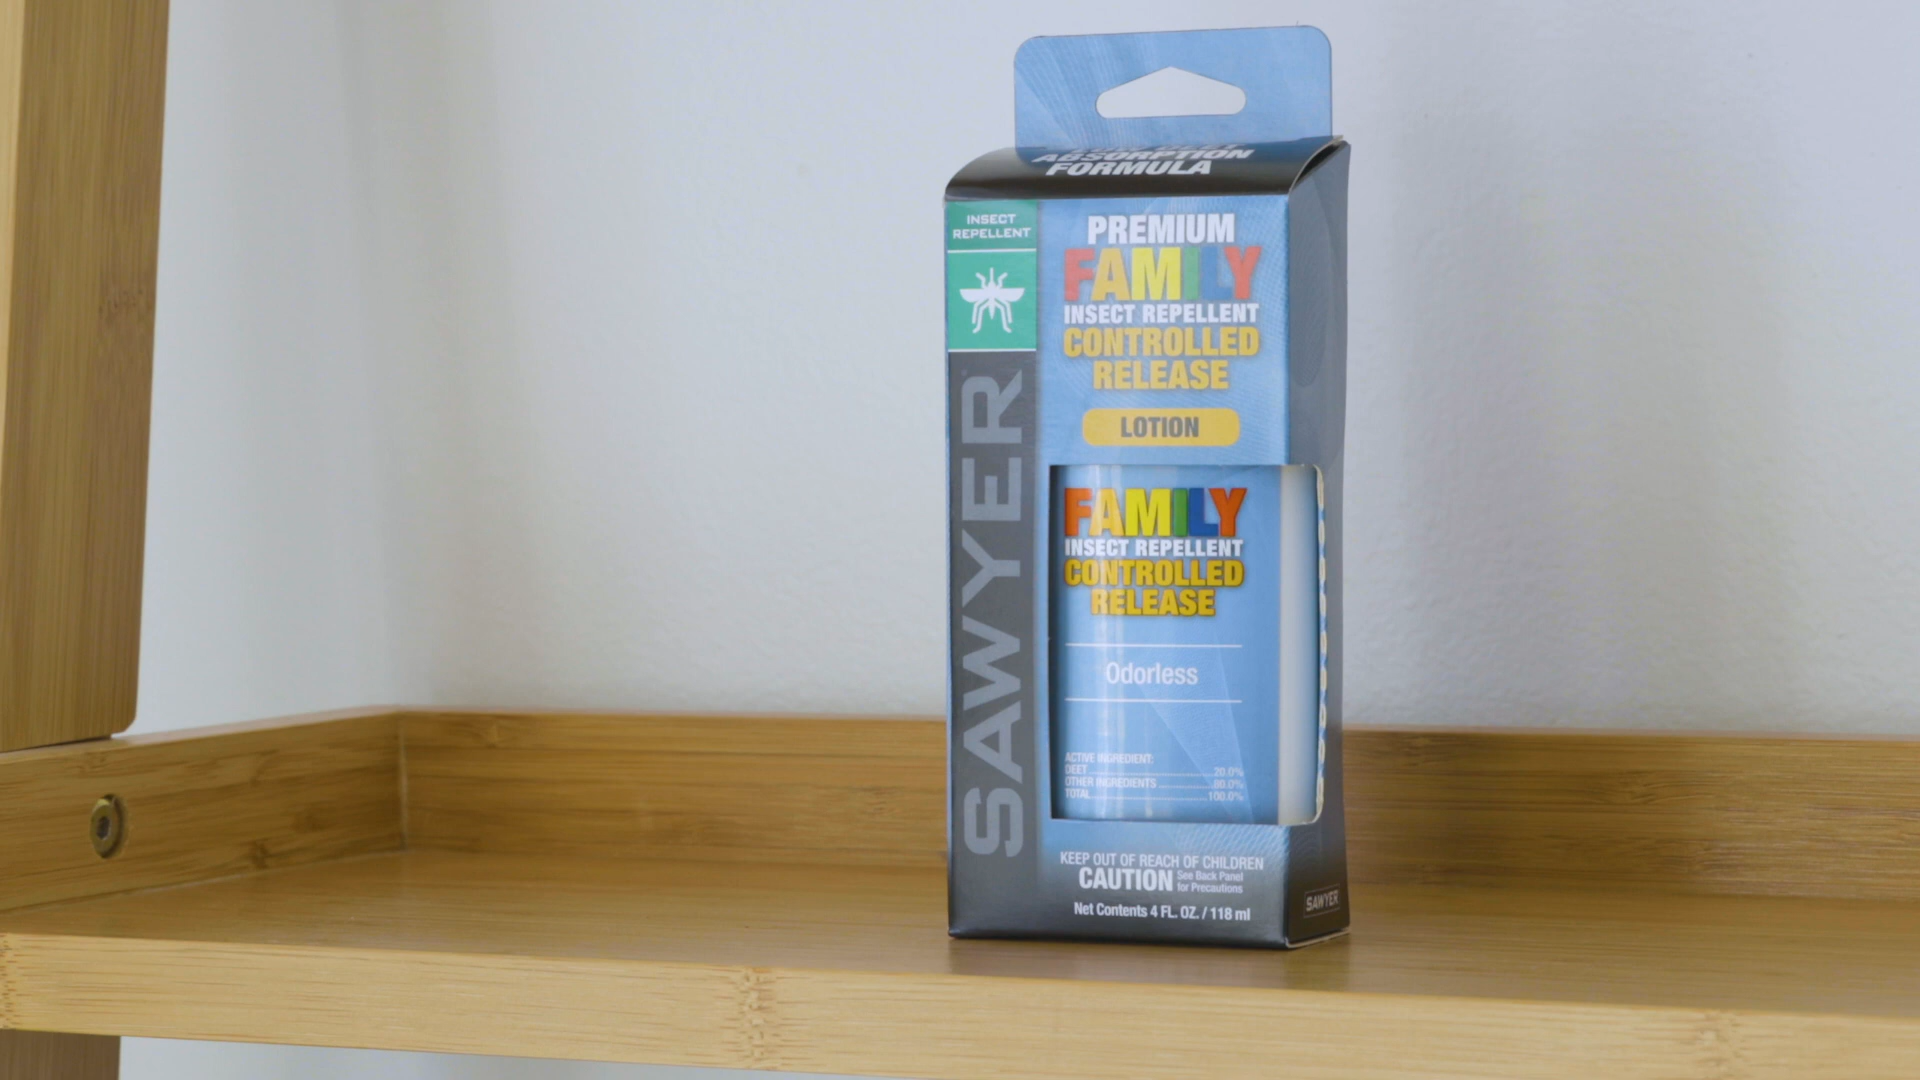 ABSORPTION
FORMULA
INSECT
REPELLENT
SAWYER
PREMIUM
FAMILY
INSECT REPELLENT
CONTROLLED
RELEASE
LOTION
FAMILY
INSECT REPELLENT
CONTROLLED
RELEASE
Odorless
ACTIVE INGREDIENT:
DEET 20.0%
OTHER INGREDIENTS 80.0%
TOTAL 100.0%
KEEP OUT OF REACH OF CHILDREN
CAUTION See Back Panel
for Precautions
Net Contents 4 FL. OZ. / 118 ml
SAWYER